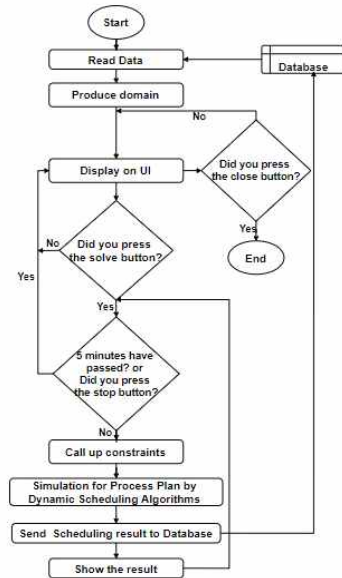 Start
Read Data
Database
Produce domain
No
Display on UI
Did you press
the close button?
Yes
End
Did you press
the solve button?
No
Yes
Yes
5 minutes have
passed? or
Did you press
the stop button?
No
Call up constraints
Simulation for Process Plan by
Dynamic Scheduling Algorithms
Send Scheduling result to Database
Show the result